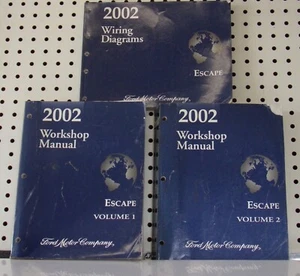 2002
Wiring
Diagrams
ESCAPE
Ford Motor Company,
2002
Workshop
Manual
ESCAPE
VOLUME 1
Ford Motor Company,
2002
Workshop
Manual
ESCAPE
VOLUME 2
Ford Motor Company,